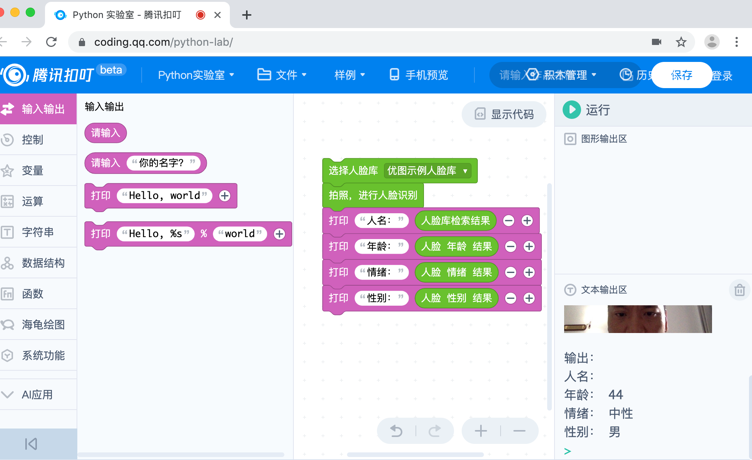 Python 实验室 - 腾讯扣叮
coding.qq.com/python-lab/
腾讯扣叮 beta
Python实验室 文件 样例 手机预览 积木管理 保存 登录
输入输出
控制
变量
运算
字符串
数据结构
函数
海龟绘图
系统功能
AI应用
输入输出
请输入
请输入 “你的名字？”
打印 “Hello, world”
打印 “Hello, %s” % “world”
显示代码
选择人脸库 优图示例人脸库
拍照，进行人脸识别
打印 “人名：” 人脸库检索结果
打印 “年龄：” 人脸 年龄 结果
打印 “情绪：” 人脸 情绪 结果
打印 “性别：” 人脸 性别 结果
运行
图形输出区
文本输出区
输出：
人名：
年龄： 44
情绪： 中性
性别： 男
>